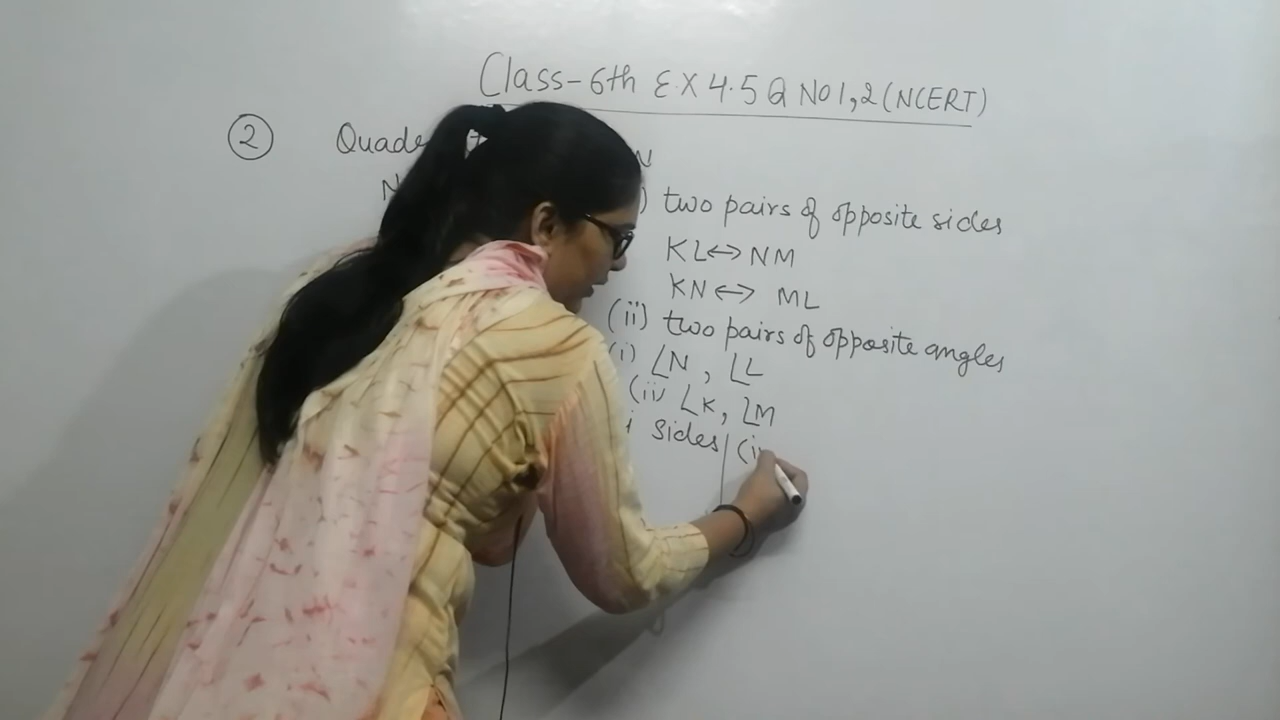 Class-6th EX 4.5 Q NO 1,2 (NCERT)
2
N
) two pairs of opposite sides
KL↔NM
KN↔ ML
(ii) two pairs of opposite angles
(i) ∠N, ∠L
(ii ∠K, ∠M
i Sides (i